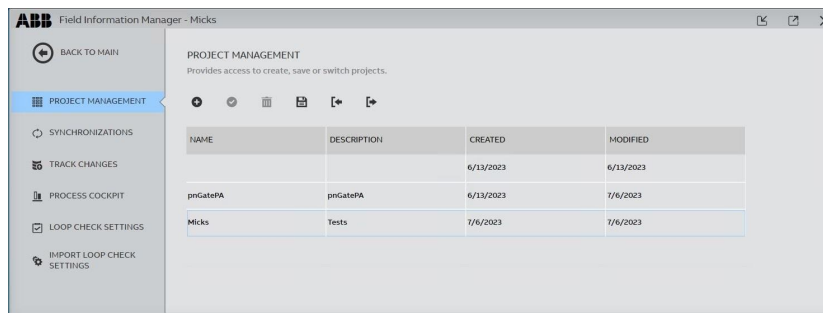 ABB Field Information Manager - Micks
BACK TO MAIN
PROJECT MANAGEMENT
Provides access to create, save or switch projects.
PROJECT MANAGEMENT
SYNCHRONIZATIONS
TRACK CHANGES
PROCESS COCKPIT
LOOP CHECK SETTINGS
IMPORT LOOP CHECK
SETTINGS
NAME DESCRIPTION CREATED MODIFIED
6/13/2023 6/13/2023
pnGatePA pnGatePA 6/13/2023 7/6/2023
Micks Tests 7/6/2023 7/6/2023